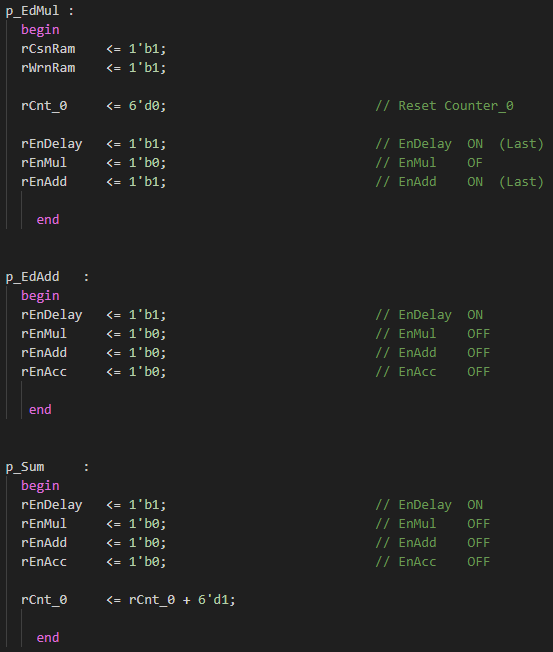 p_EdMul :
begin
rCsnRam <= 1'b1;
rWrnRam <= 1'b1;
rCnt_0 <= 6'd0; // Reset Counter_0
rEnDelay <= 1'b1; // EnDelay ON (Last)
rEnMul <= 1'b0; // EnMul OF
rEnAdd <= 1'b1; // EnAdd ON (Last)
end
p_EdAdd :
begin
rEnDelay <= 1'b1; // EnDelay ON
rEnMul <= 1'b0; // EnMul OFF
rEnAdd <= 1'b0; // EnAdd OFF
rEnAcc <= 1'b0; // EnAcc OFF
end
p_Sum :
begin
rEnDelay <= 1'b1; // EnDelay ON
rEnMul <= 1'b0; // EnMul OFF
rEnAdd <= 1'b0; // EnAdd OFF
rEnAcc <= 1'b0; // EnAcc OFF
rCnt_0 <= rCnt_0 + 6'd1;
end